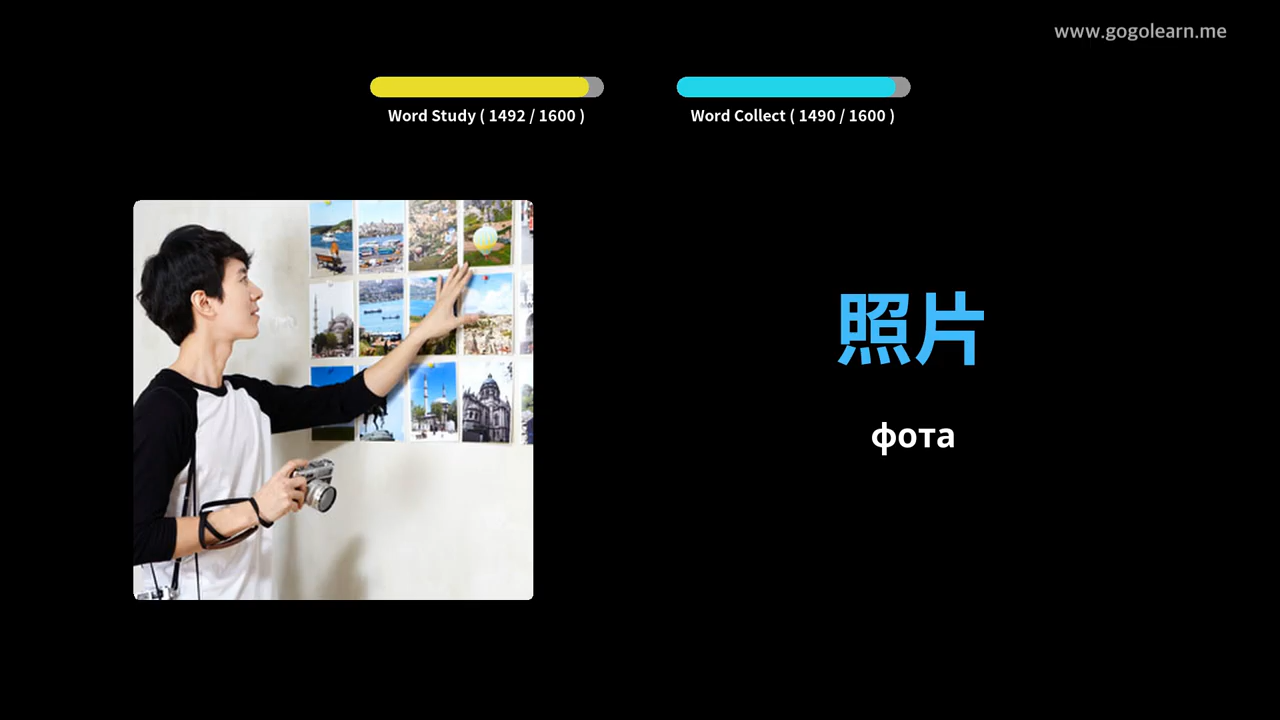 www.gogolearn.me
Word Study ( 1492 / 1600 )
Word Collect ( 1490 / 1600 )
照片
фота